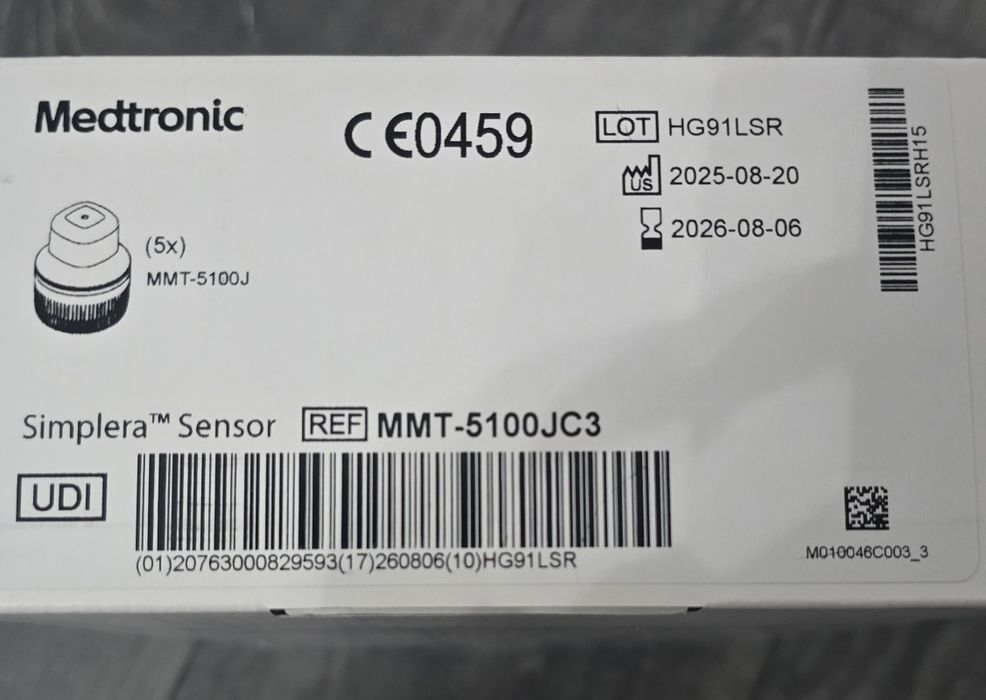 Medtronic
CE0459
LOT HG91LSR
US 2025-08-20
2026-08-06
HG91LSRH15
(5x)
MMT-5100J
Simplera™ Sensor REF MMT-5100JC3
UDI
(01)20763000829593(17)260806(10)HG91LSR
M010046C003_3